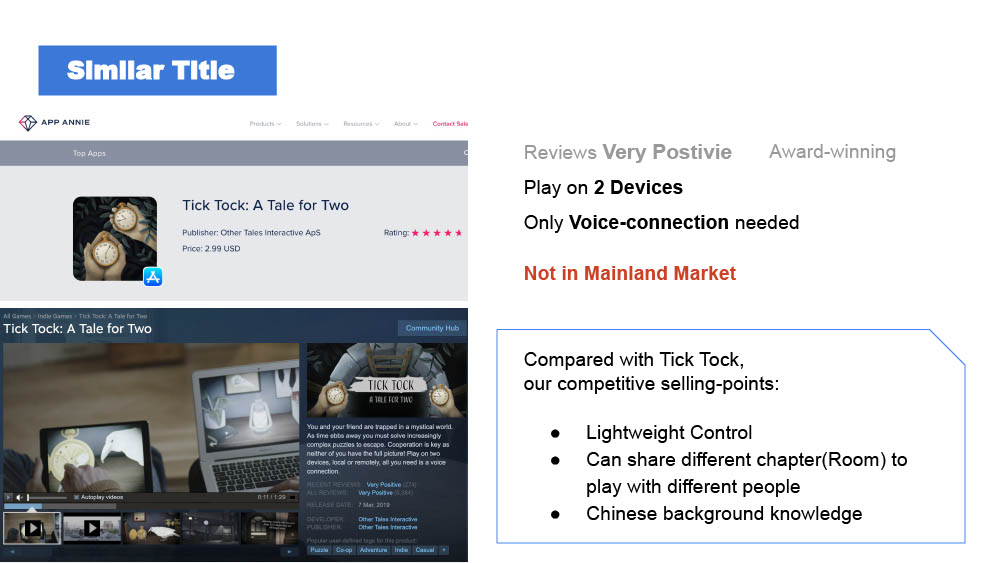 Similar Title
APP ANNIE
Products
Solutions
Resources
About
Contact Sale
Top Apps
Tick Tock: A Tale for Two
Publisher: Other Tales Interactive ApS
Rating:
Price: 2.99 USD
All Games > Indie Games > Tick Tock: A Tale for Two
Tick Tock: A Tale for Two
Community Hub
TICK TOCK
A TALE FOR TWO
You and your friend are trapped in a mystical world.
As time ebbs away you must solve increasingly
complex puzzles to escape. Cooperation is key as
neither of you have the full picture! Play on two
devices, local or remotely, all you need is a voice
connection.
RECENT REVIEWS: Very Positive (274)
ALL REVIEWS: Very Positive (5,384)
RELEASE DATE: 7 Mar, 2019
DEVELOPER: Other Tales Interactive
PUBLISHER: Other Tales Interactive
Popular user-defined tags for this product:
Puzzle Co-op Adventure Indie Casual +
Autoplay videos
0:11 / 1:29
Reviews Very Postivie Award-winning
Play on 2 Devices
Only Voice-connection needed
Not in Mainland Market
Compared with Tick Tock,
our competitive selling-points:
● Lightweight Control
● Can share different chapter(Room) to
play with different people
● Chinese background knowledge